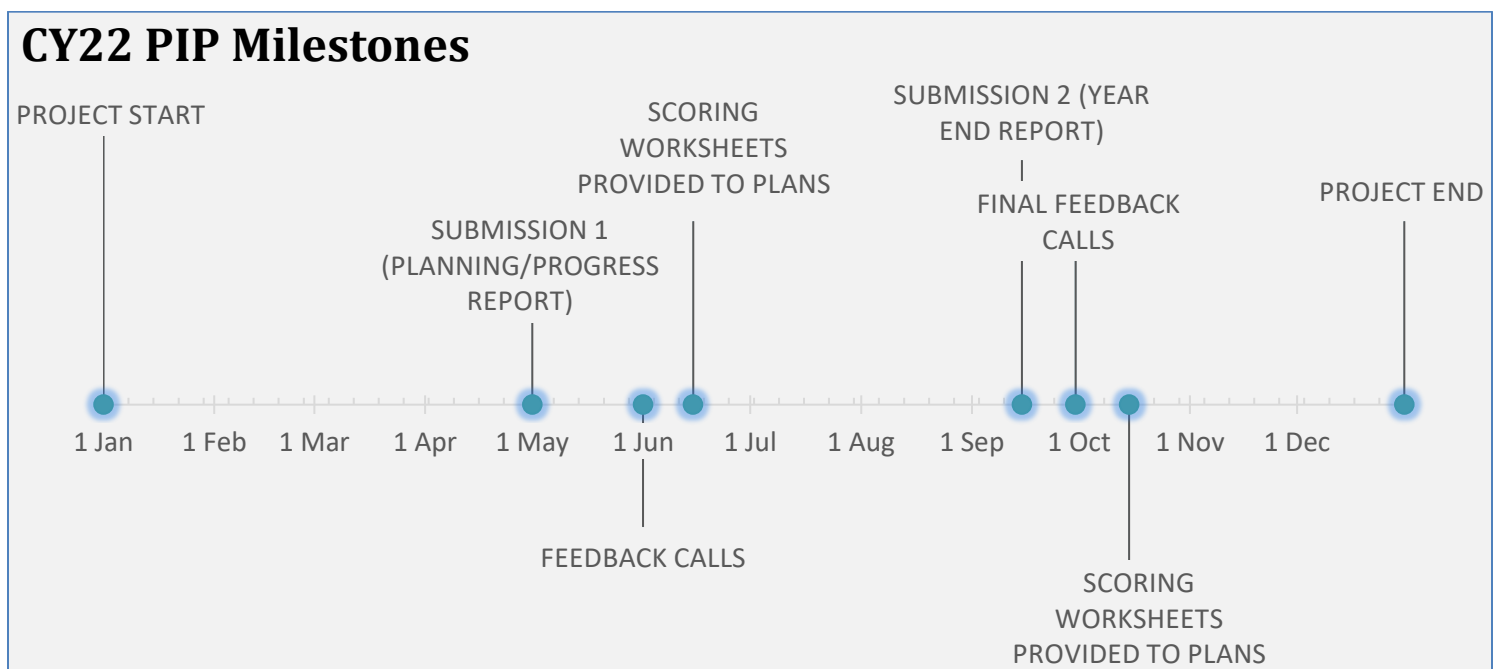 CY22 PIP Milestones
PROJECT START
SCORING
WORKSHEETS
PROVIDED TO PLANS
SUBMISSION 2 (YEAR
END REPORT)
SUBMISSION 1
(PLANNING/PROGRESS
REPORT)
FINAL FEEDBACK
CALLS
PROJECT END
1 Jan 1 Feb 1 Mar 1 Apr 1 May 1 Jun 1 Jul 1 Aug 1 Sep 1 Oct 1 Nov 1 Dec
FEEDBACK CALLS
SCORING
WORKSHEETS
PROVIDED TO PLANS